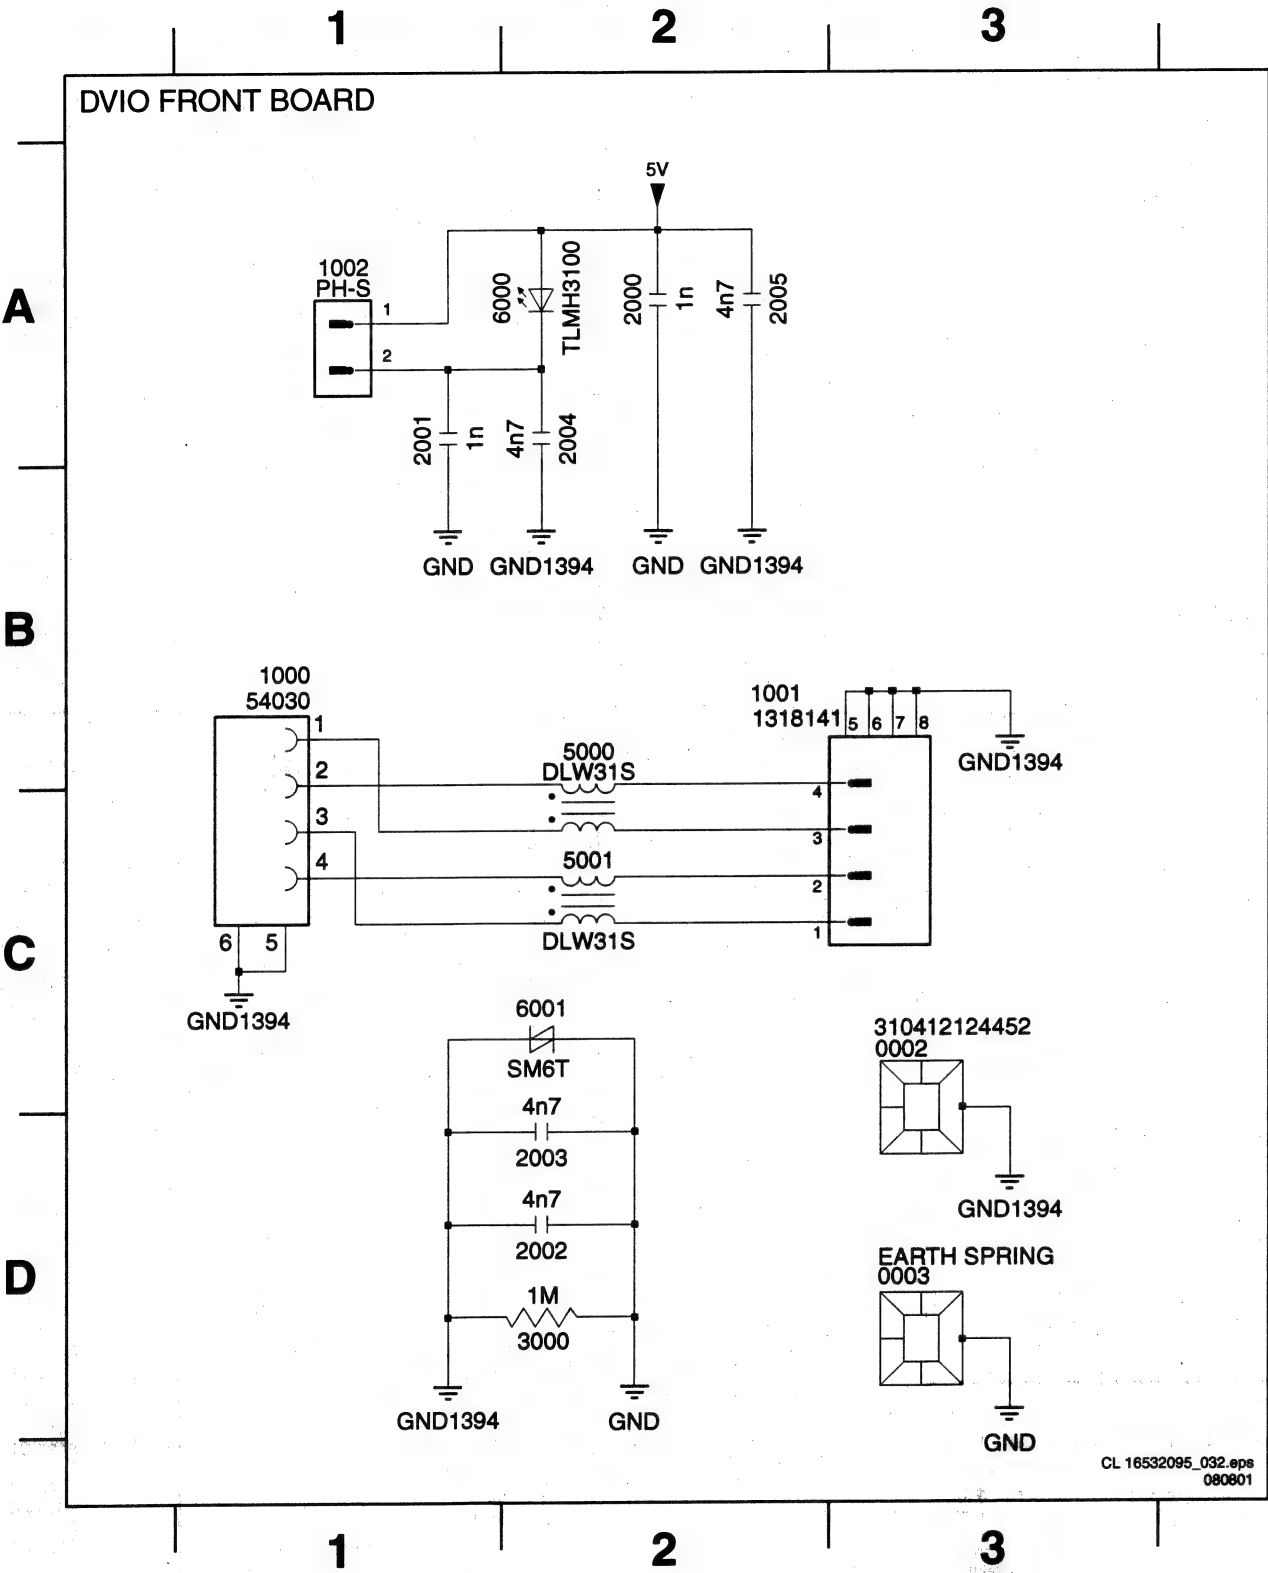 1 2 3
DVIO FRONT BOARD
5V
A
1002
PH-S
1
2
6000
TLMH3100
2000
1n
4n7
2005
2001
1n
4n7
2004
GND GND1394 GND GND1394
B
1000
54030
1
2
3
4
6 5
GND1394
5000
DLW31S
5001
DLW31S
1001
1318141
5 6 7 8
4
3
2
1
GND1394
C
6001
SM6T
4n7
2003
4n7
2002
1M
3000
GND1394 GND
310412124452
0002
GND1394
D
EARTH SPRING
0003
GND
CL 16532095_032.eps
080801
1 2 3